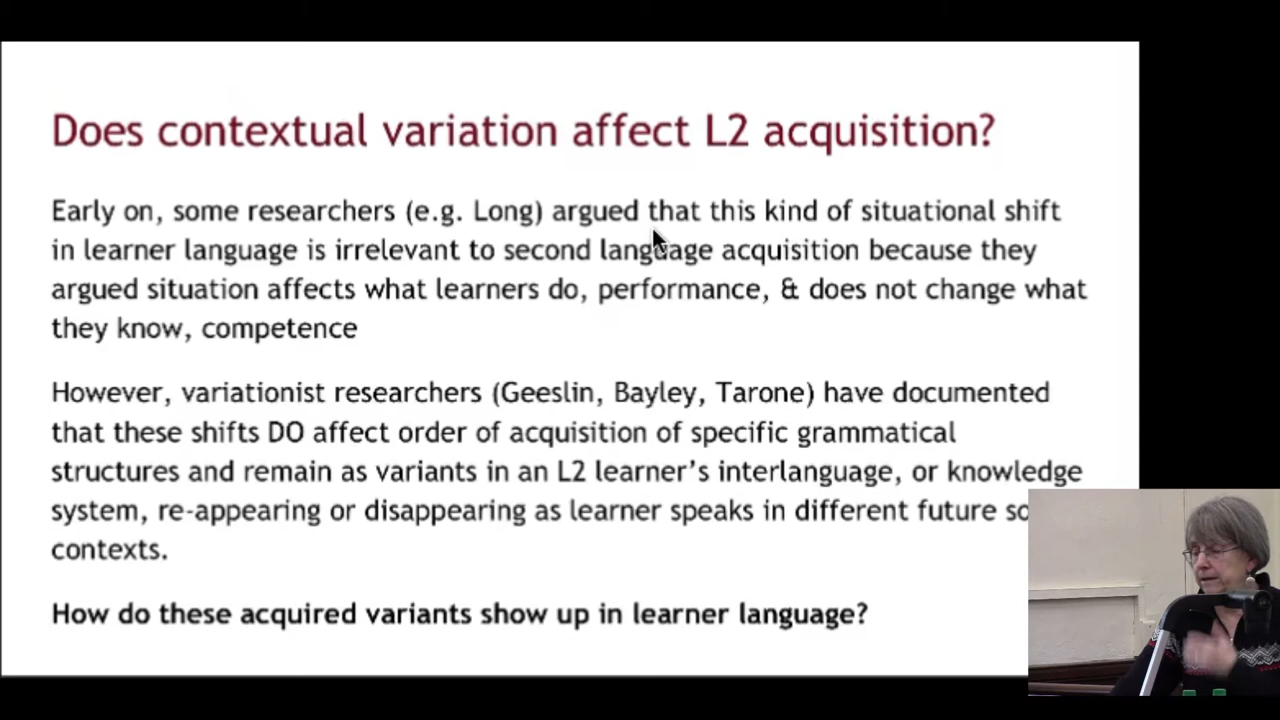 Does contextual variation affect L2 acquisition?
Early on, some researchers (e.g. Long) argued that this kind of situational shift
in learner language is irrelevant to second language acquisition because they
argued situation affects what learners do, performance, & does not change what
they know, competence
However, variationist researchers (Geeslin, Bayley, Tarone) have documented
that these shifts DO affect order of acquisition of specific grammatical
structures and remain as variants in an L2 learner's interlanguage, or knowledge
system, re-appearing or disappearing as learner speaks in different future
contexts.
How do these acquired variants show up in learner language?